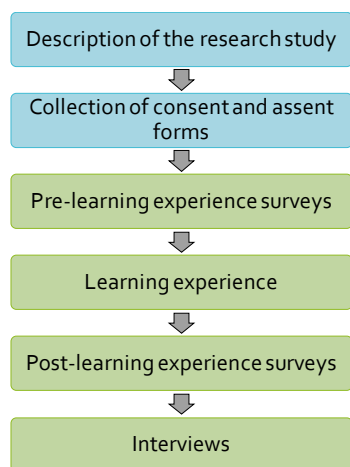 Description of the research study
Collection of consent and assent
forms
Pre-learning experience surveys
Learning experience
Post-learning experience surveys
Interviews